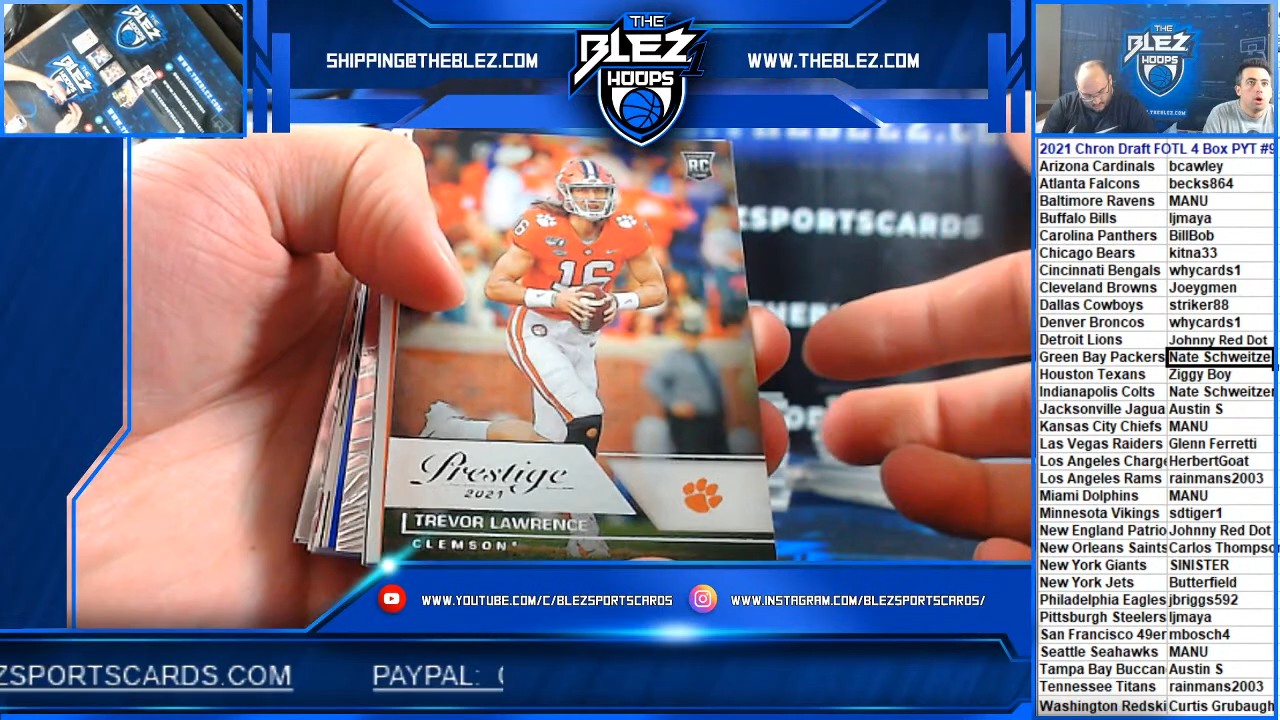 SHIPPING@THEBLEZ.COM
THE
BLEZ
HOOPS
WWW.THEBLEZ.COM
THE
BLEZ
HOOPS
RC
16
Prestige
2021
TREVOR LAWRENCE
CLEMSON
ZSPORTSCARDS
WWW.YOUTUBE.COM/C/BLEZSPORTSCARDS
WWW.INSTAGRAM.COM/BLEZSPORTSCARDS/
ZSPORTSCARDS.COM
PAYPAL:
2021 Chron Draft FOTL 4 Box PYT #9
Arizona Cardinals bcawley
Atlanta Falcons becks864
Baltimore Ravens MANU
Buffalo Bills ljmaya
Carolina Panthers BillBob
Chicago Bears kitna33
Cincinnati Bengals whycards1
Cleveland Browns Joeygmen
Dallas Cowboys striker88
Denver Broncos whycards1
Detroit Lions Johnny Red Dot
Green Bay Packers Nate Schweitze
Houston Texans Ziggy Boy
Indianapolis Colts Nate Schweitzer
Jacksonville Jagua Austin S
Kansas City Chiefs MANU
Las Vegas Raiders Glenn Ferretti
Los Angeles Charge HerbertGoat
Los Angeles Rams rainmans2003
Miami Dolphins MANU
Minnesota Vikings sdtiger1
New England Patrio Johnny Red Dot
New Orleans Saints Carlos Thompso
New York Giants SINISTER
New York Jets Butterfield
Philadelphia Eagles jbriggs592
Pittsburgh Steelers ljmaya
San Francisco 49er mbosch4
Seattle Seahawks MANU
Tampa Bay Buccan Austin S
Tennessee Titans rainmans2003
Washington Redski Curtis Grubaugh